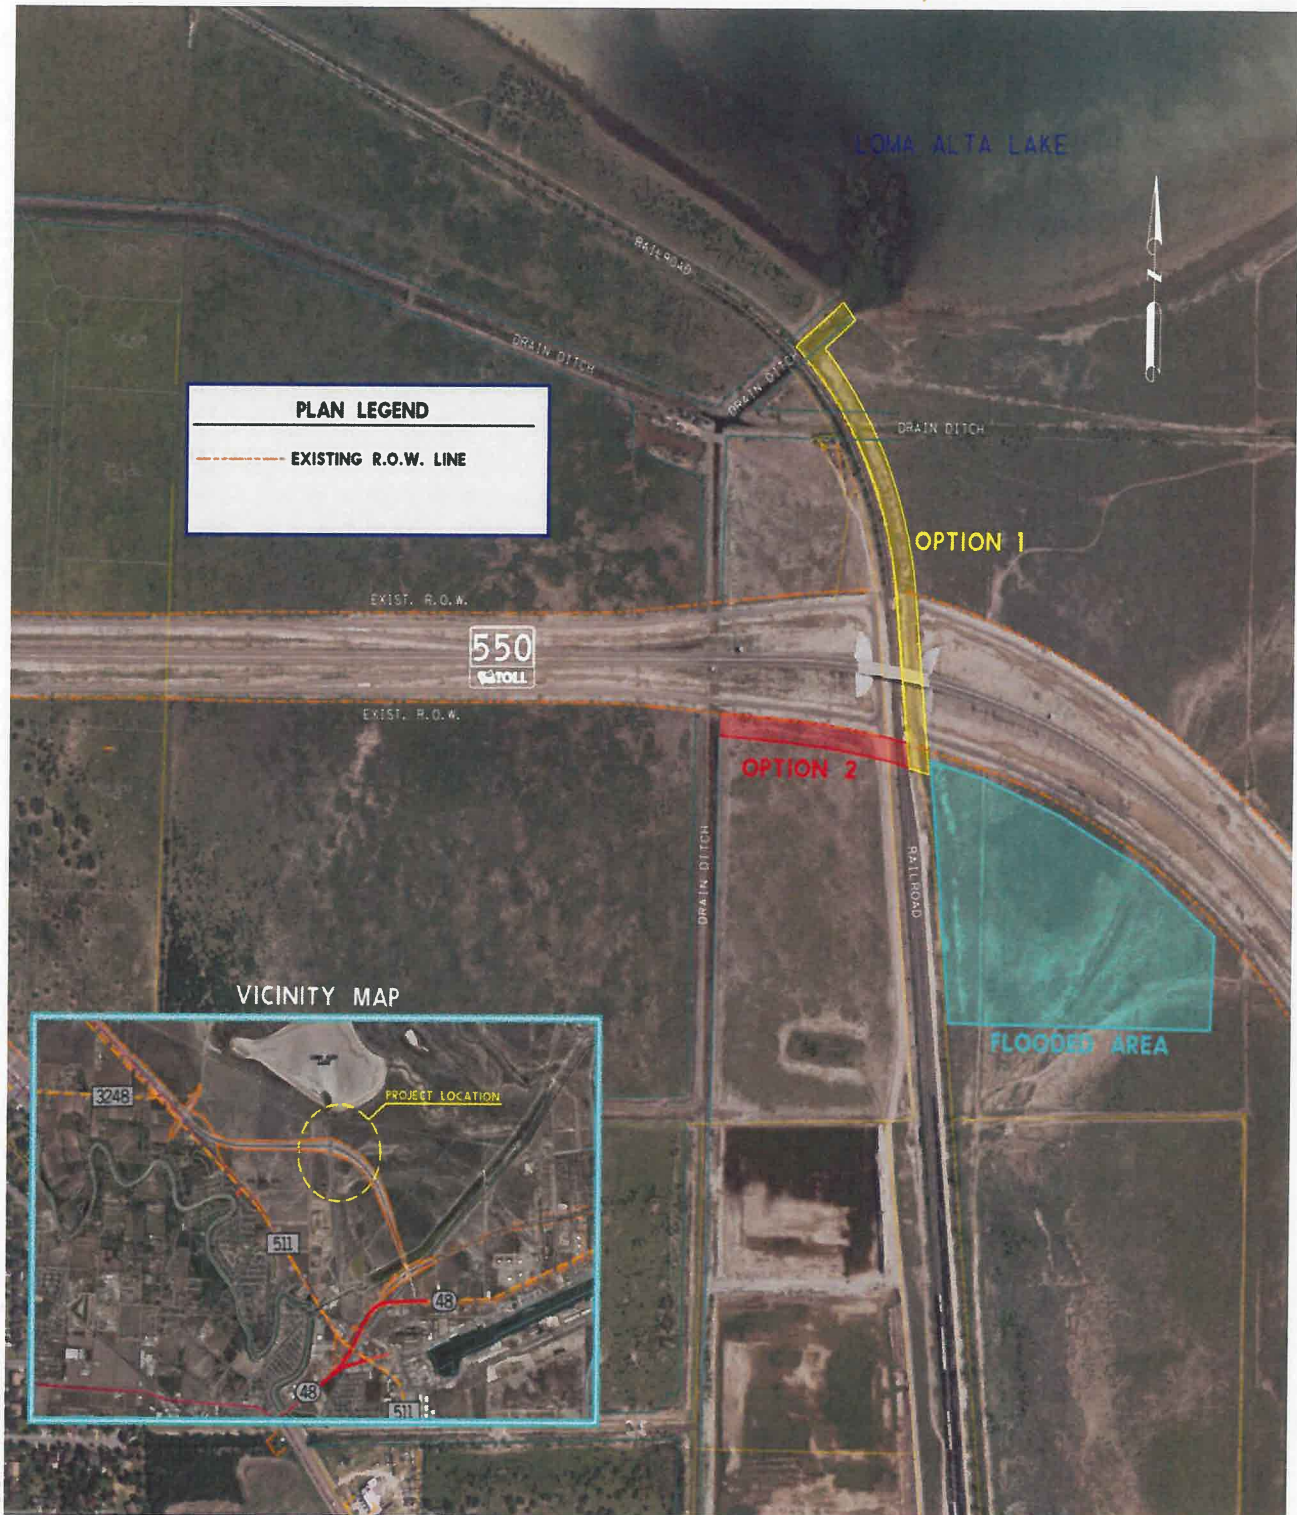 LOMA ALTA LAKE
N
RAILROAD
DRAIN DITCH
DRAIN DITCH
DRAIN DITCH
PLAN LEGEND
EXISTING R.O.W. LINE
OPTION 1
EXIST. R.O.W.
550
TOLL
EXIST. R.O.W.
OPTION 2
DRAIN DITCH
RAILROAD
FLOODED AREA
VICINITY MAP
PROJECT LOCATION
3248
511
48
48
511